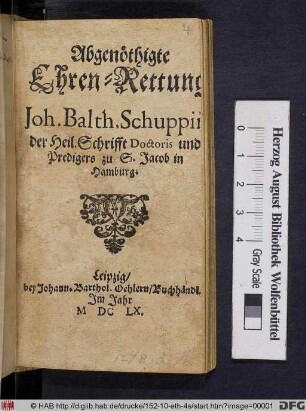 Abgenöthigte
Ehren-Rettung
Joh. Balth. Schuppii
der Heil. Schrifft Doctoris und
Predigers zu S. Jacob in
Hamburg.
Leipzig/
bey Johann-Barthol. Oehlern/Buchhändl.
Im Jahr
M DC LX.
Herzog August Bibliothek Wolfenbüttel
Gray Scale
© HAB http://diglib.hab.de/drucke/152-10-eth-4s/start.htm?image=00001
DFG